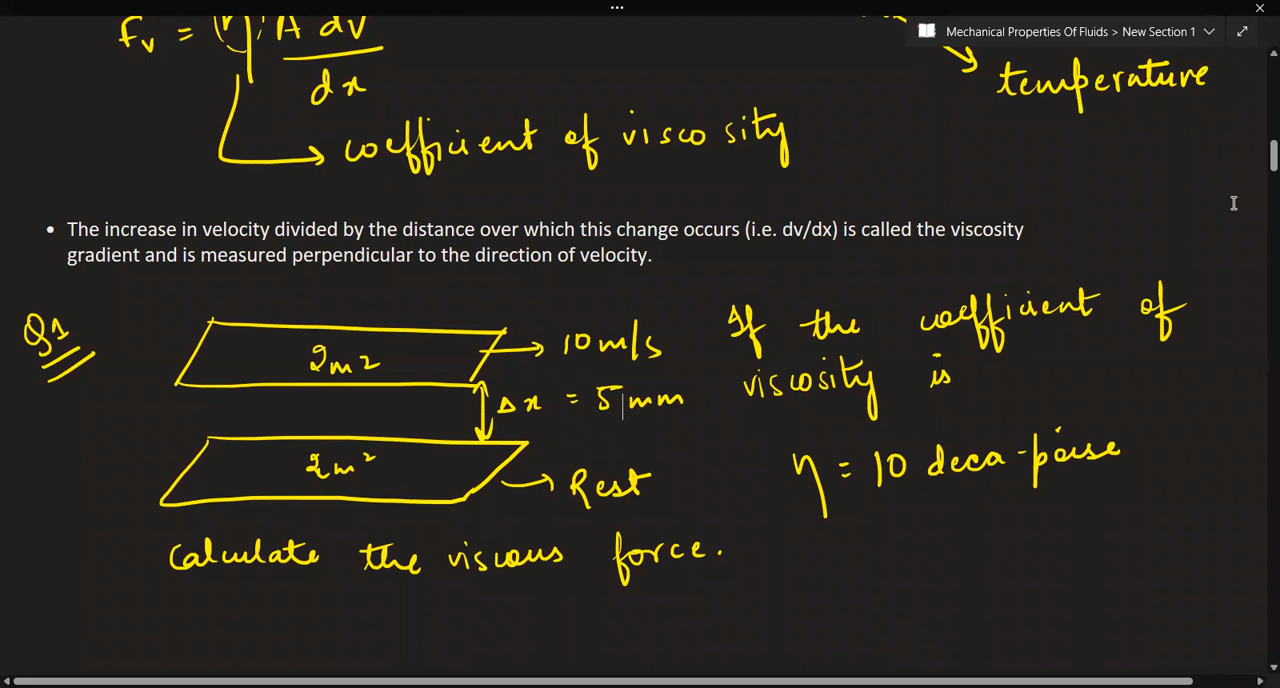 Mechanical Properties Of Fluids > New Section 1
Fv = η A dv
dx
temperature
coefficient of viscosity
• The increase in velocity divided by the distance over which this change occurs (i.e. dv/dx) is called the viscosity
gradient and is measured perpendicular to the direction of velocity.
Q1
2m²
10m/s
If the coefficient of
viscosity is
Δx = 5mm
2m²
Rest
η = 10 deca-poise
Calculate the viscous force.